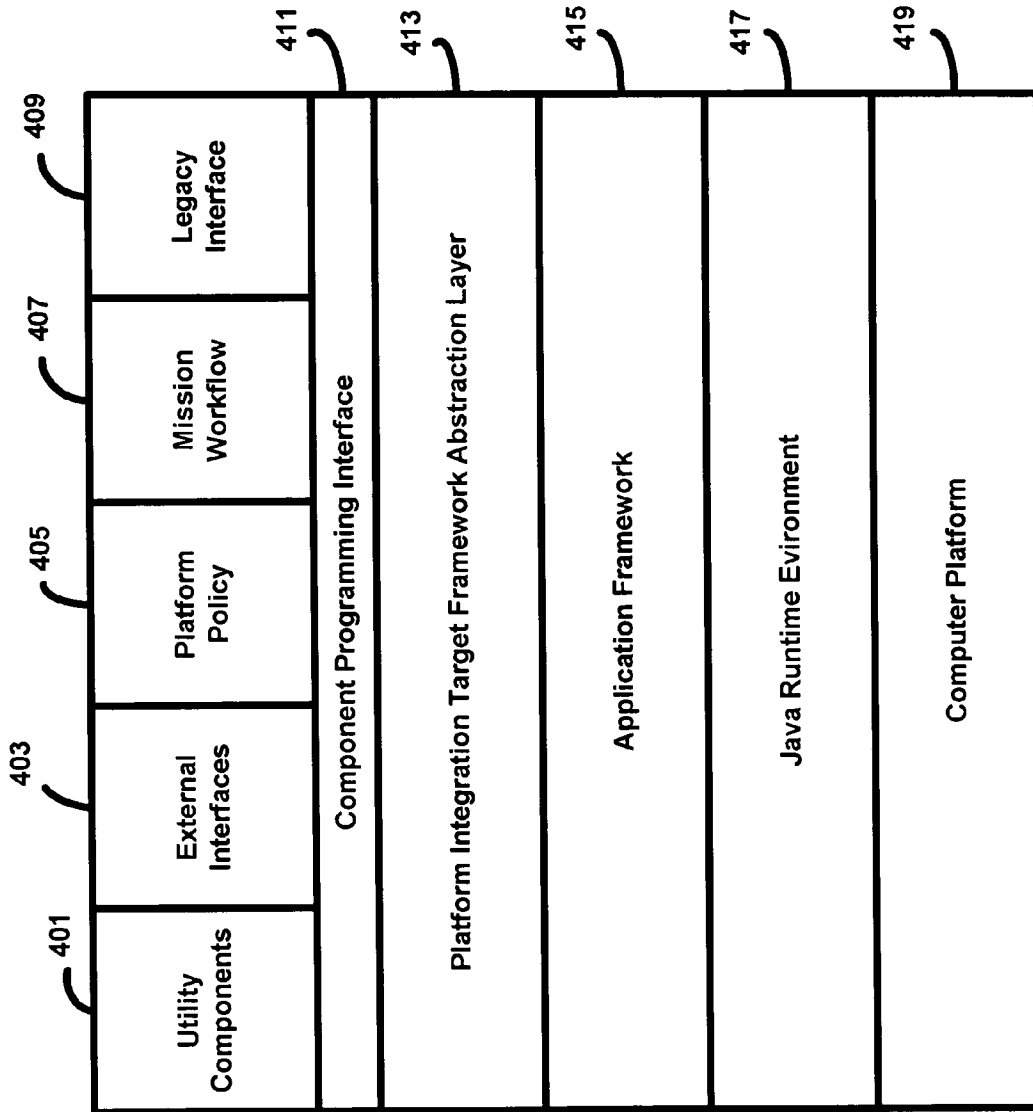 401
403
405
407
409
Utility
Components
External
Interfaces
Platform
Policy
Mission
Workflow
Legacy
Interface
Component Programming Interface
411
Platform Integration Target Framework Abstraction Layer
413
Application Framework
415
Java Runtime Evironment
417
Computer Platform
419